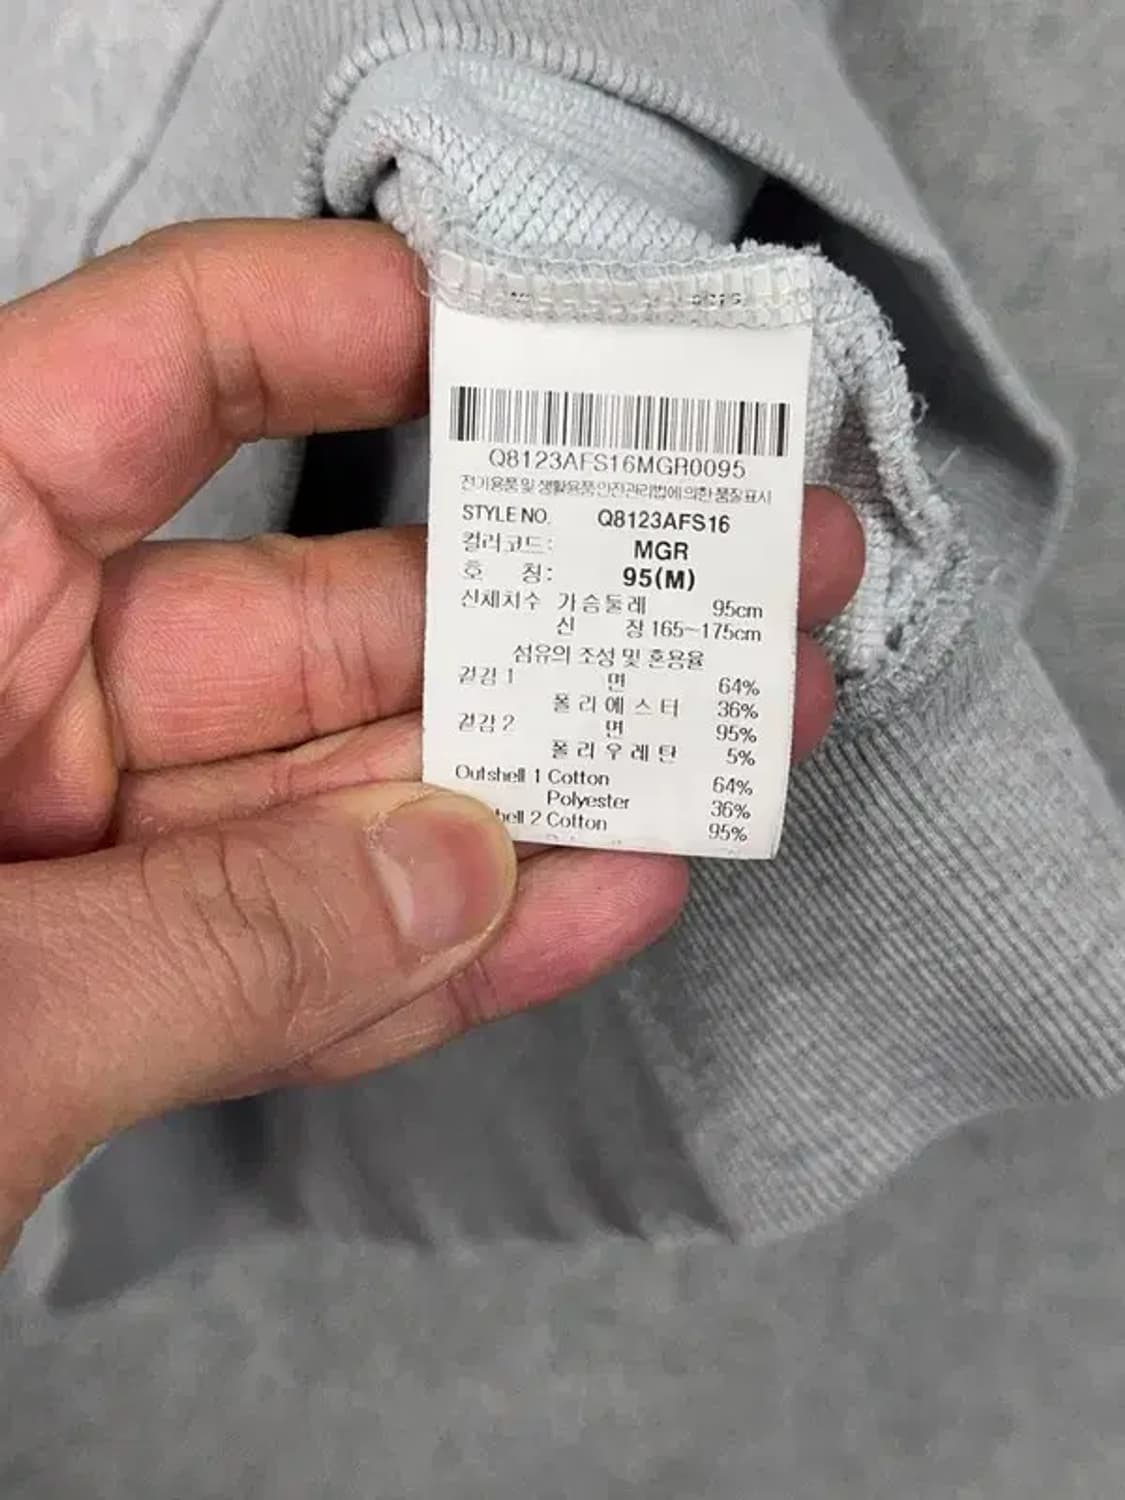 Q8123AFS16MGR0095
전기용품 및 생활용품 안전관리법에 의한 품질표시
STYLE NO. Q8123AFS16
컬러코드: MGR
호 칭: 95(M)
신체치수 가슴둘레 95cm
신 장 165~175cm
섬유의 조성 및 혼용율
겉감 1 면 64%
폴리에스터 36%
겉감 2 면 95%
폴리우레탄 5%
Outshell 1 Cotton 64%
Polyester 36%
hell 2 Cotton 95%